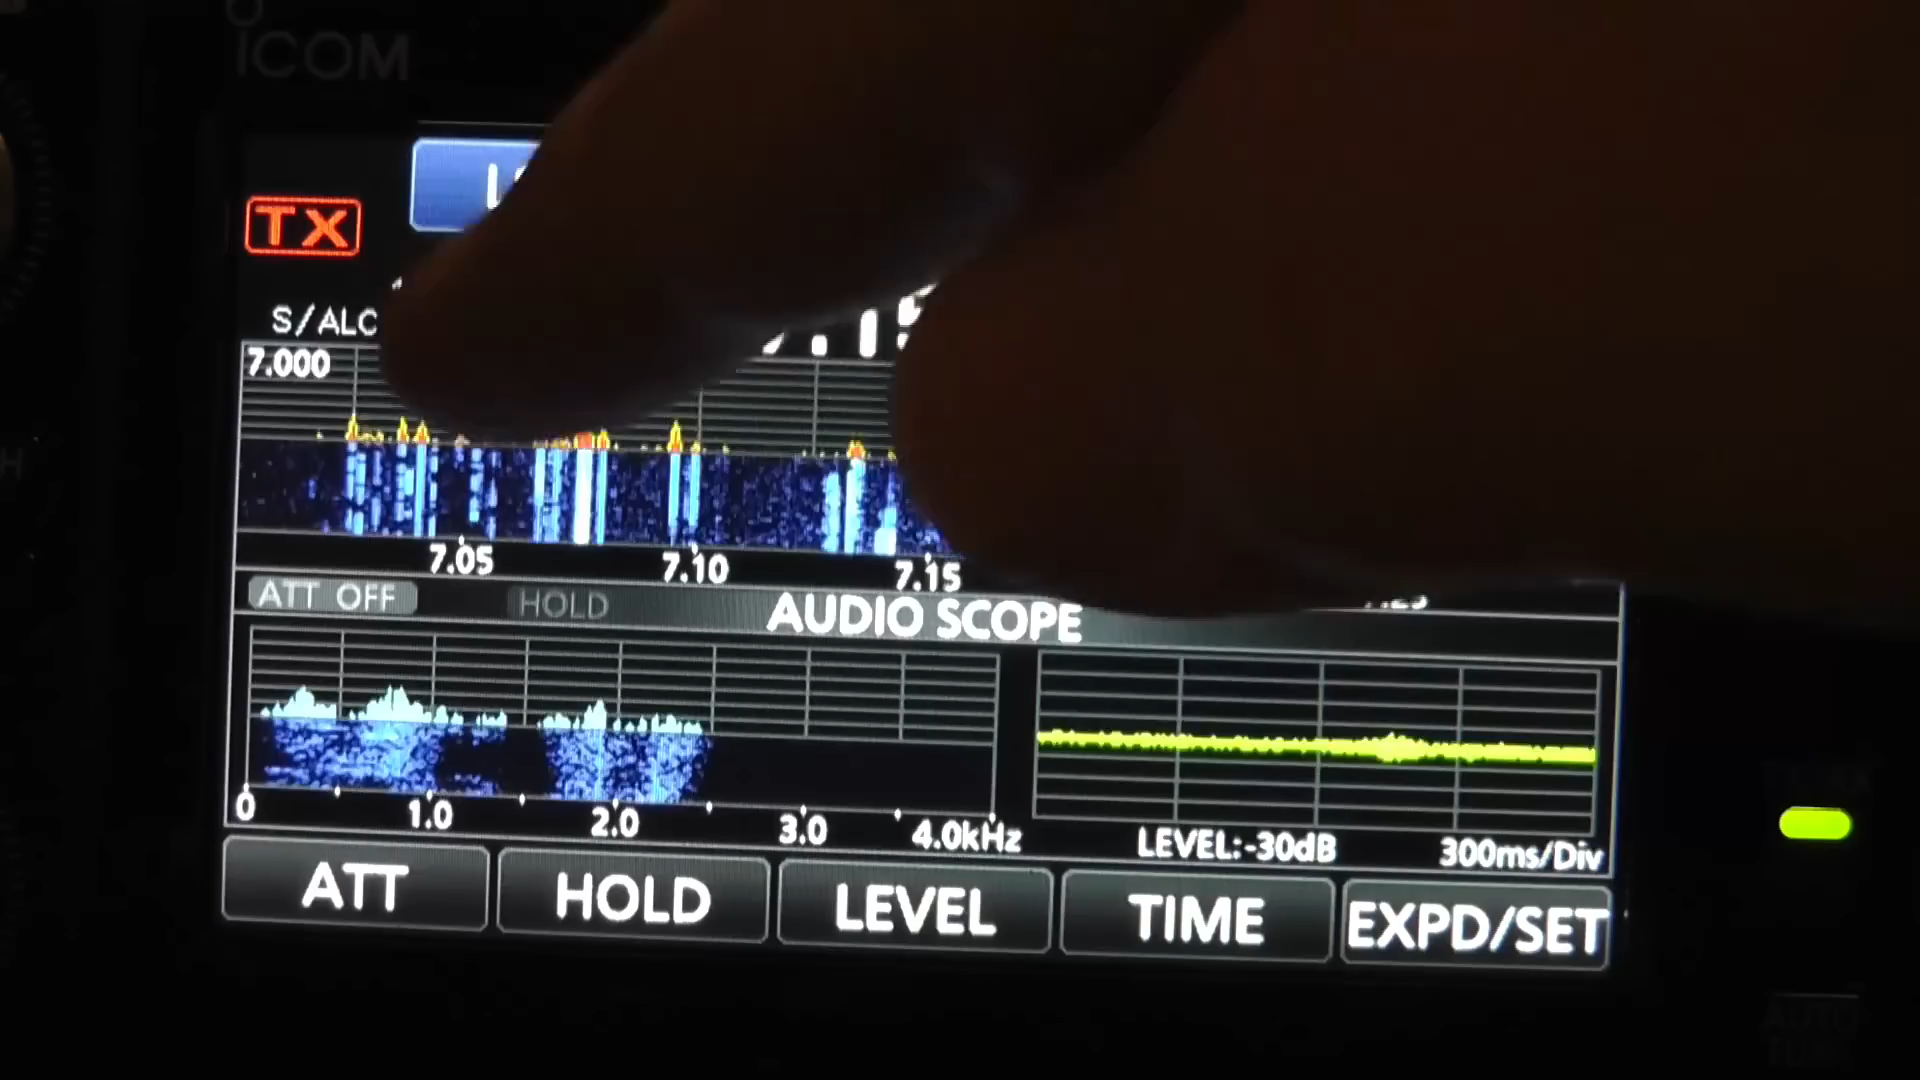 ICOM
TX
S/ALC
7.000
7.05 7.10 7.15
ATT OFF HOLD AUDIO SCOPE
0 1.0 2.0 3.0 4.0kHz
LEVEL:-30dB 300ms/Div
ATT HOLD LEVEL TIME EXPD/SET
AUTO